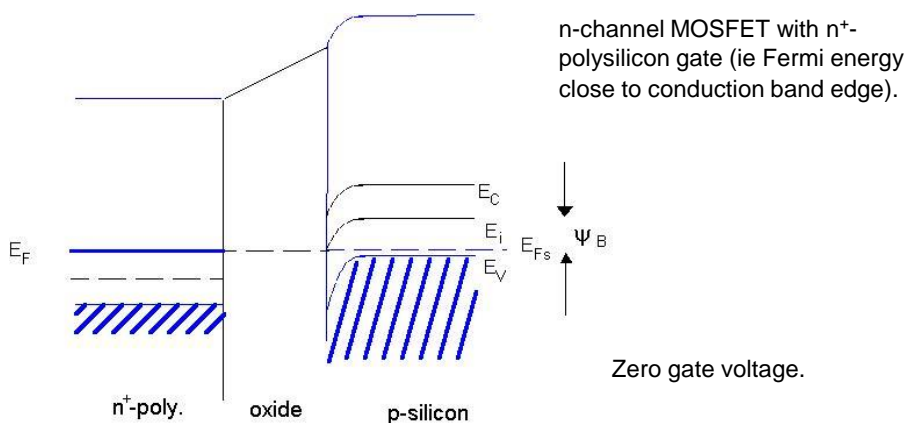 n-channel MOSFET with n⁺-
polysilicon gate (ie Fermi energy
close to conduction band edge).
E_C
E_i
E_F
E_Fs
Ψ_B
E_V
Zero gate voltage.
n⁺-poly.
oxide
p-silicon